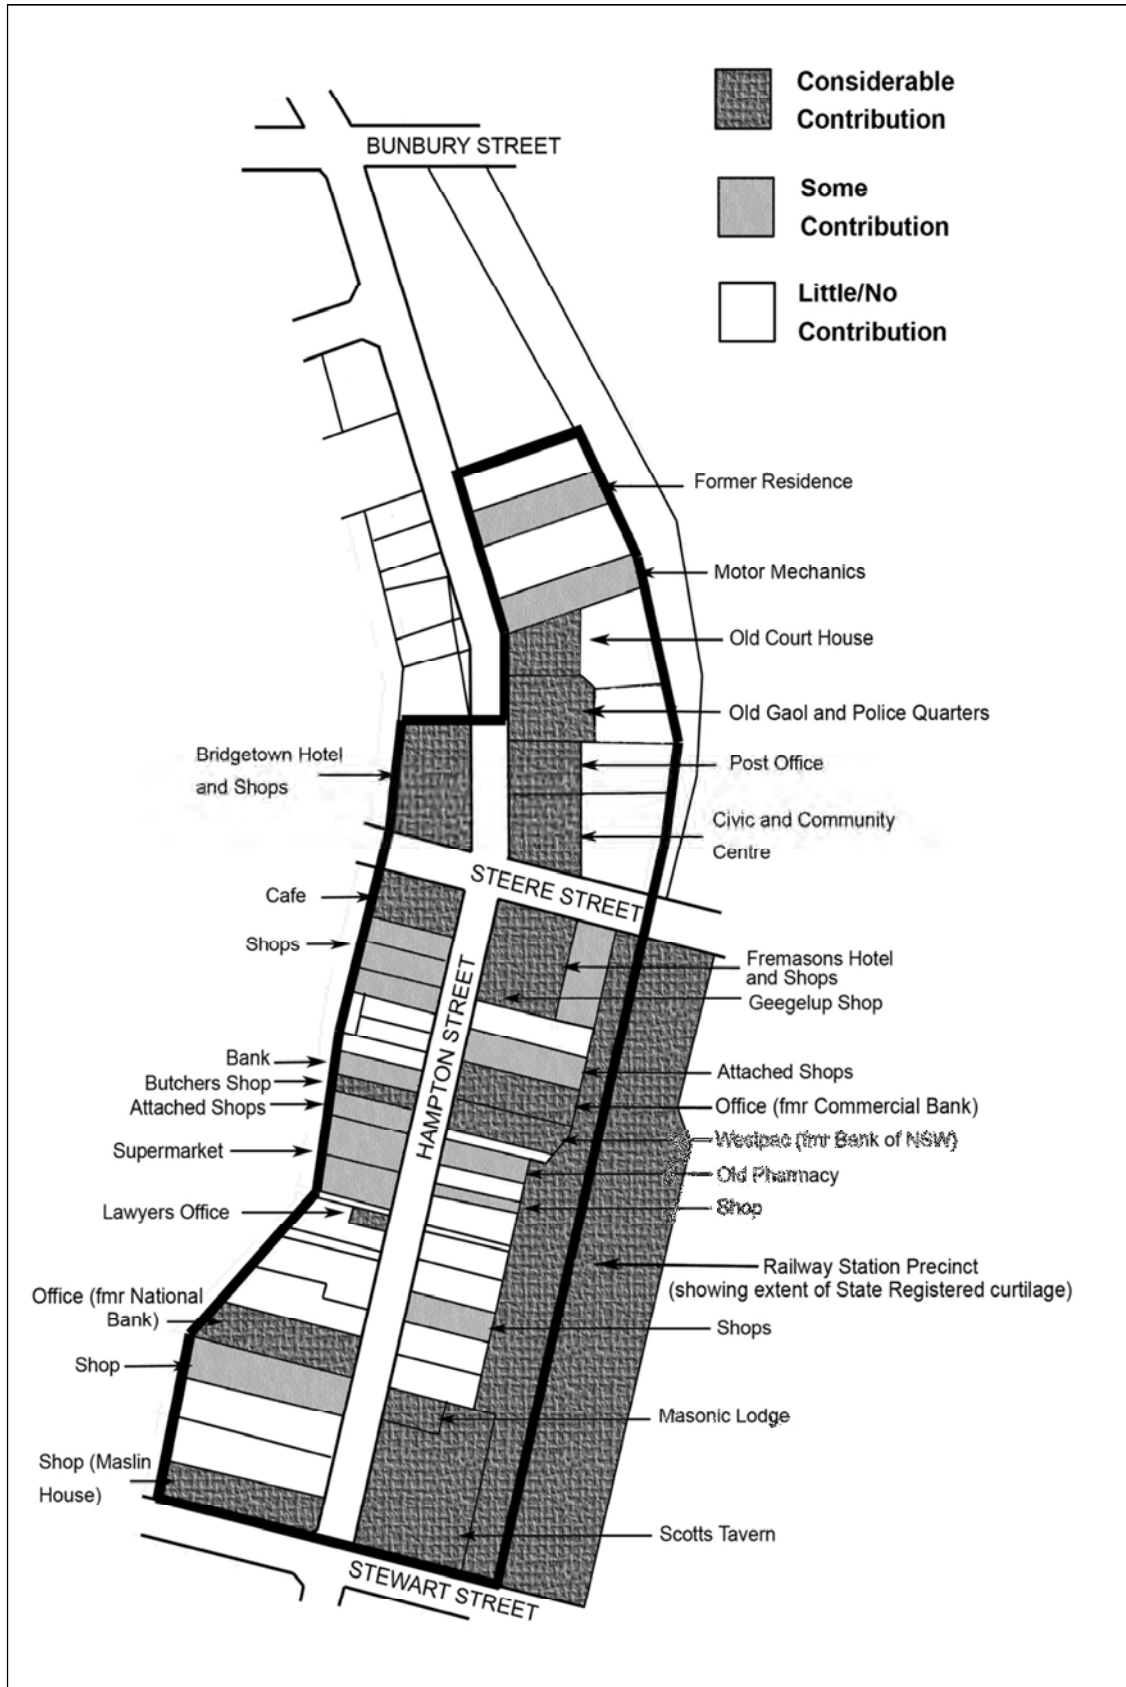 Considerable
Contribution
BUNBURY STREET
Some
Contribution
Little/No
Contribution
Former Residence
Motor Mechanics
Old Court House
Old Gaol and Police Quarters
Bridgetown Hotel
and Shops
Post Office
Civic and Community
Centre
STEERE STREET
Cafe
Shops
Fremasons Hotel
and Shops
Geegelup Shop
HAMPTON STREET
Bank
Butchers Shop
Attached Shops
Supermarket
Attached Shops
Office (fmr Commercial Bank)
Westpac (fmr Bank of NSW)
Old Pharmacy
Shop
Lawyers Office
Railway Station Precinct
(showing extent of State Registered curtilage)
Office (fmr National
Bank)
Shops
Shop
Masonic Lodge
Shop (Maslin
House)
Scotts Tavern
STEWART STREET